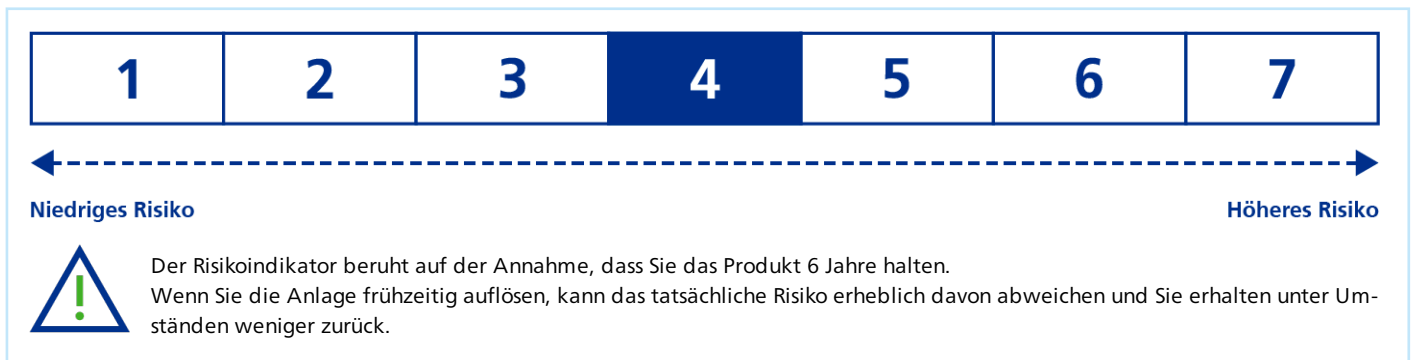 1 2 3 4 5 6 7
Niedriges Risiko Höheres Risiko
Der Risikoindikator beruht auf der Annahme, dass Sie das Produkt 6 Jahre halten.
Wenn Sie die Anlage frühzeitig auflösen, kann das tatsächliche Risiko erheblich davon abweichen und Sie erhalten unter Um-
ständen weniger zurück.